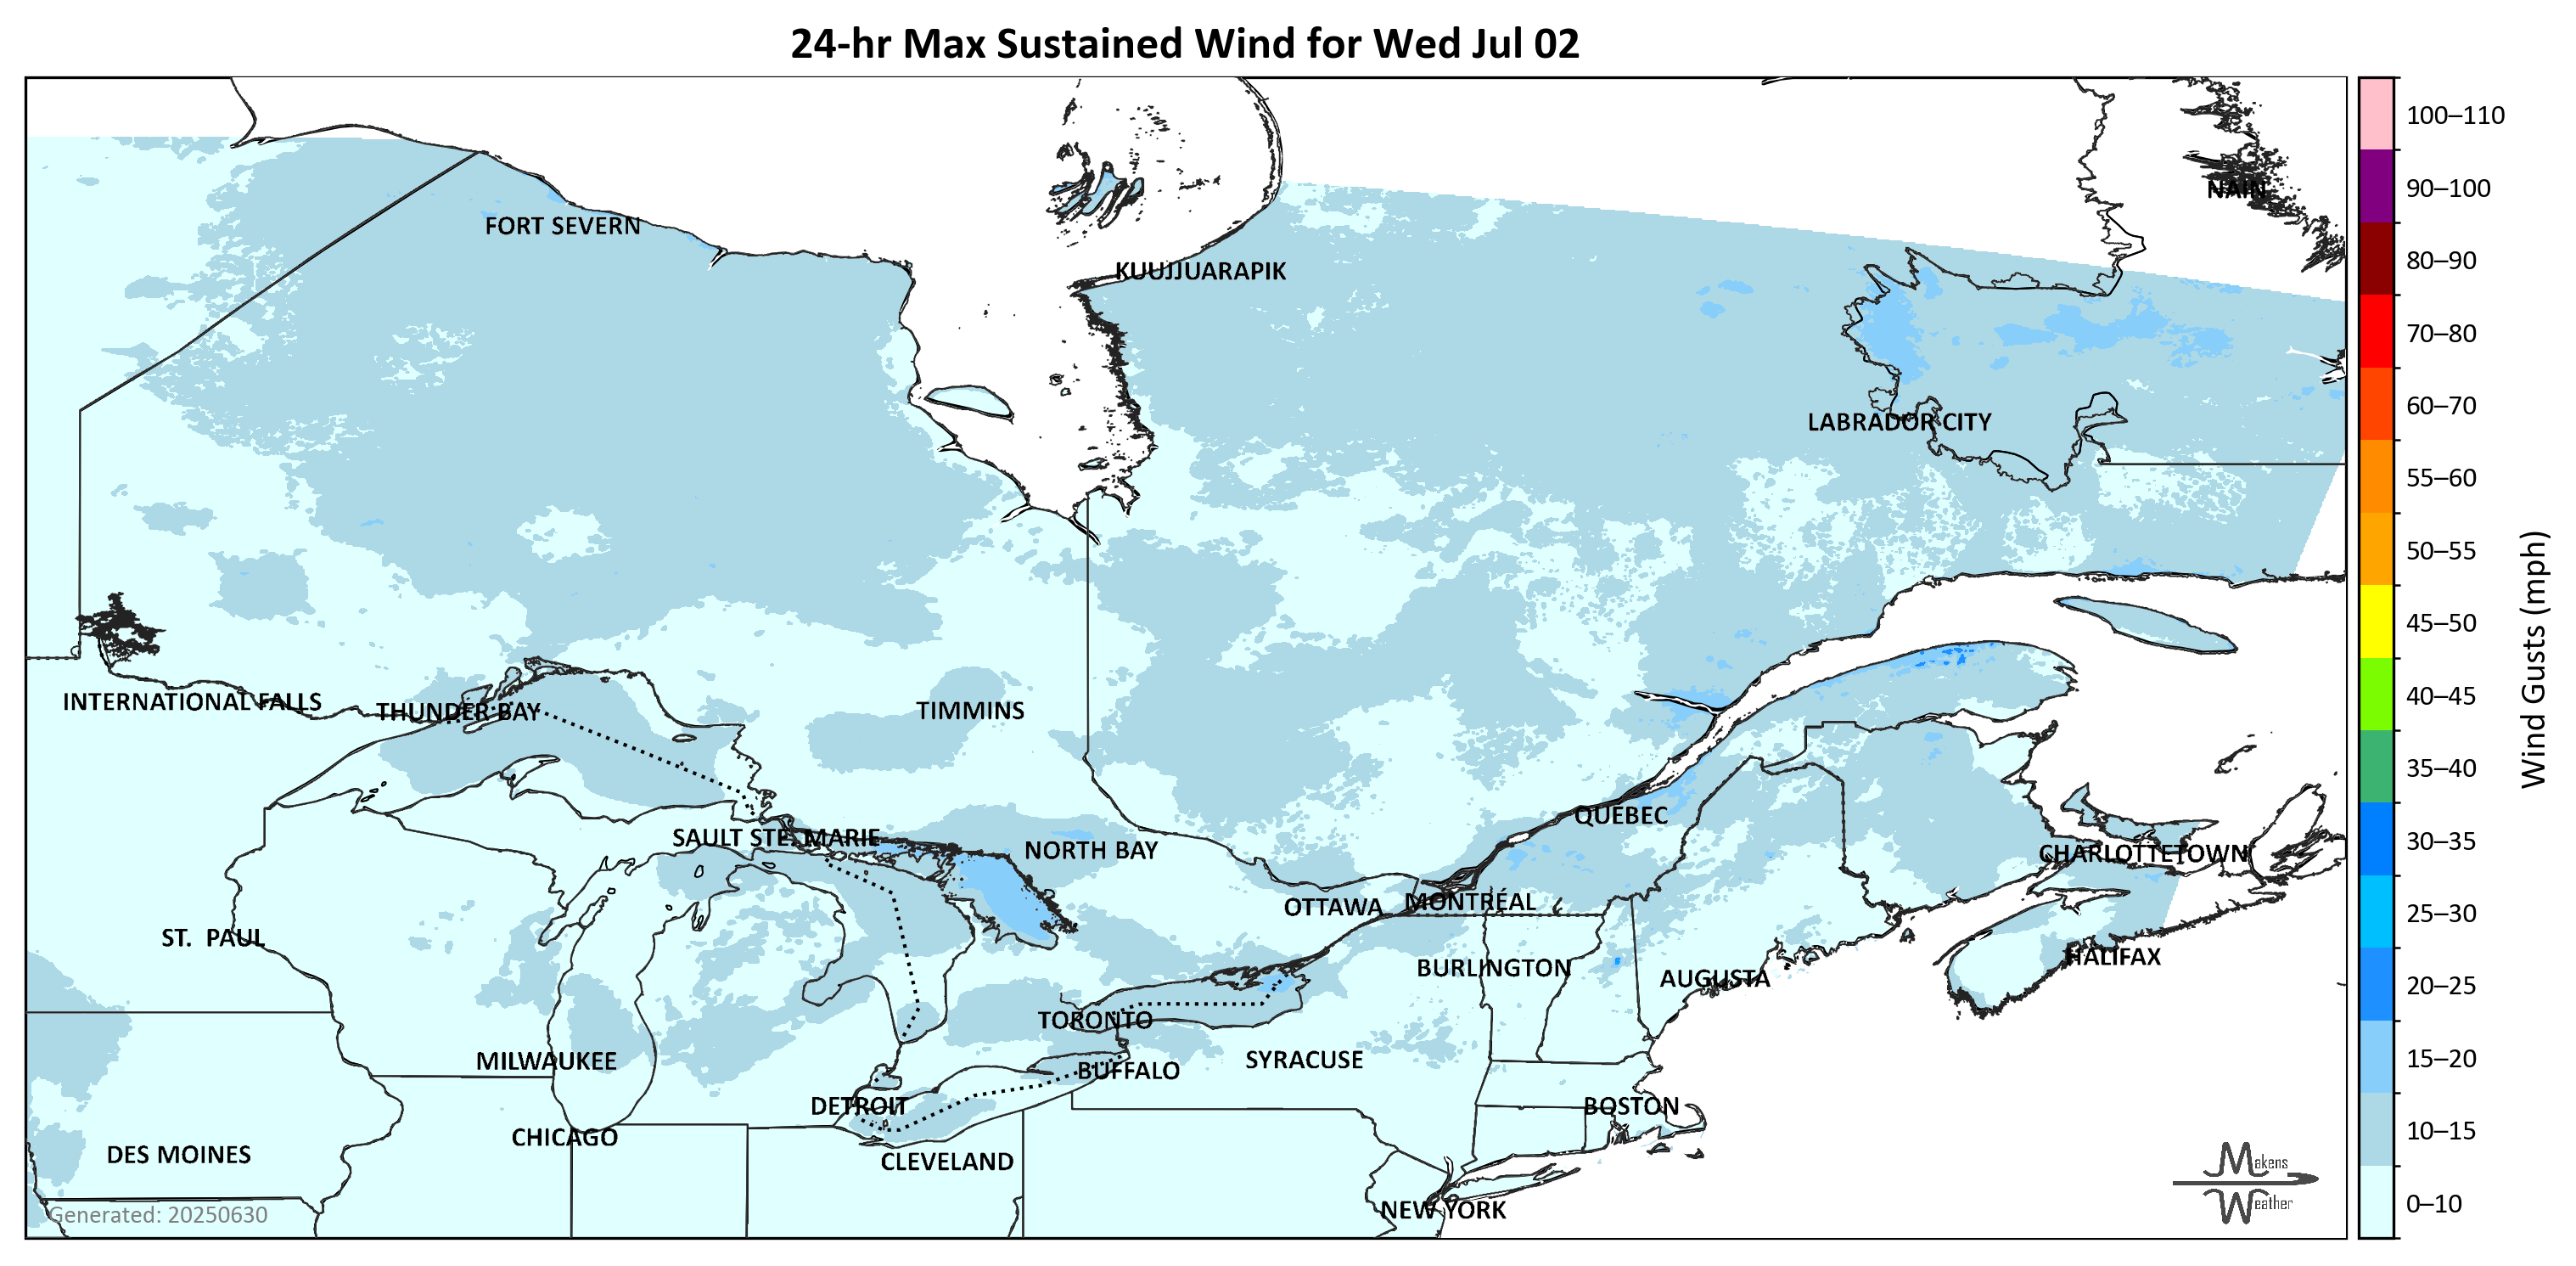 24-hr Max Sustained Wind for Wed Jul 02
NAIN
FORT SEVERN
KUUJJUARAPIK
LABRADOR CITY
INTERNATIONAL FALLS
THUNDER BAY
TIMMINS
QUÉBEC
SAULT STE. MARIE
NORTH BAY
CHARLOTTETOWN
OTTAWA
MONTRÉAL
ST. PAUL
HALIFAX
BURLINGTON
AUGUSTA
TORONTO
MILWAUKEE
SYRACUSE
BUFFALO
DETROIT
BOSTON
CHICAGO
DES MOINES
CLEVELAND
NEW YORK
Generated: 20250630
Makens
Weather
100–110
90–100
80–90
70–80
60–70
55–60
50–55
45–50
40–45
35–40
30–35
25–30
20–25
15–20
10–15
0–10
Wind Gusts (mph)